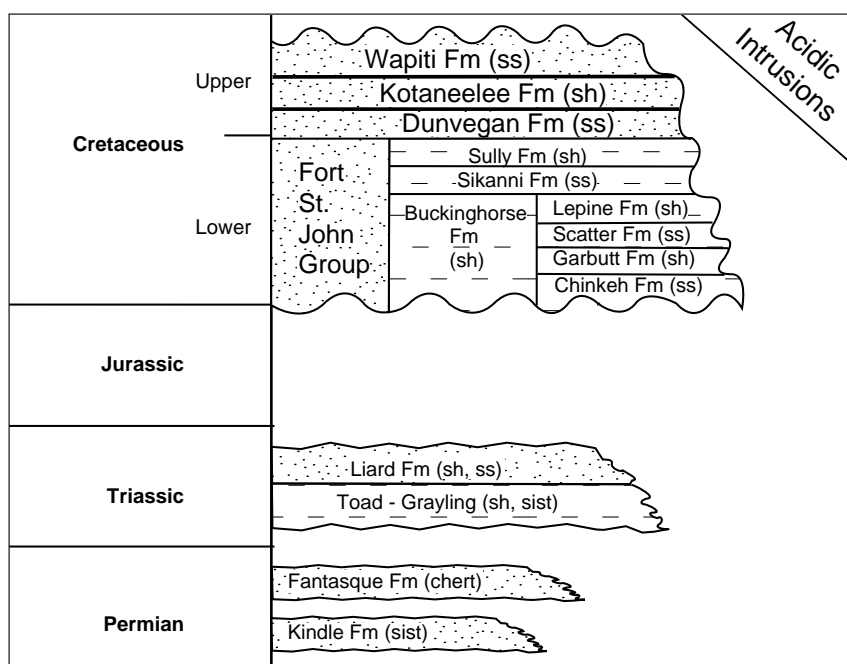 Acidic
Intrusions
Cretaceous
Upper
Lower
Wapiti Fm (ss)
Kotaneelee Fm (sh)
Dunvegan Fm (ss)
Fort
St.
John
Group
Sully Fm (sh)
Sikanni Fm (ss)
Buckinghorse
Fm
(sh)
Lepine Fm (sh)
Scatter Fm (ss)
Garbutt Fm (sh)
Chinkeh Fm (ss)
Jurassic
Triassic
Liard Fm (sh, ss)
Toad - Grayling (sh, sist)
Permian
Fantasque Fm (chert)
Kindle Fm (sist)